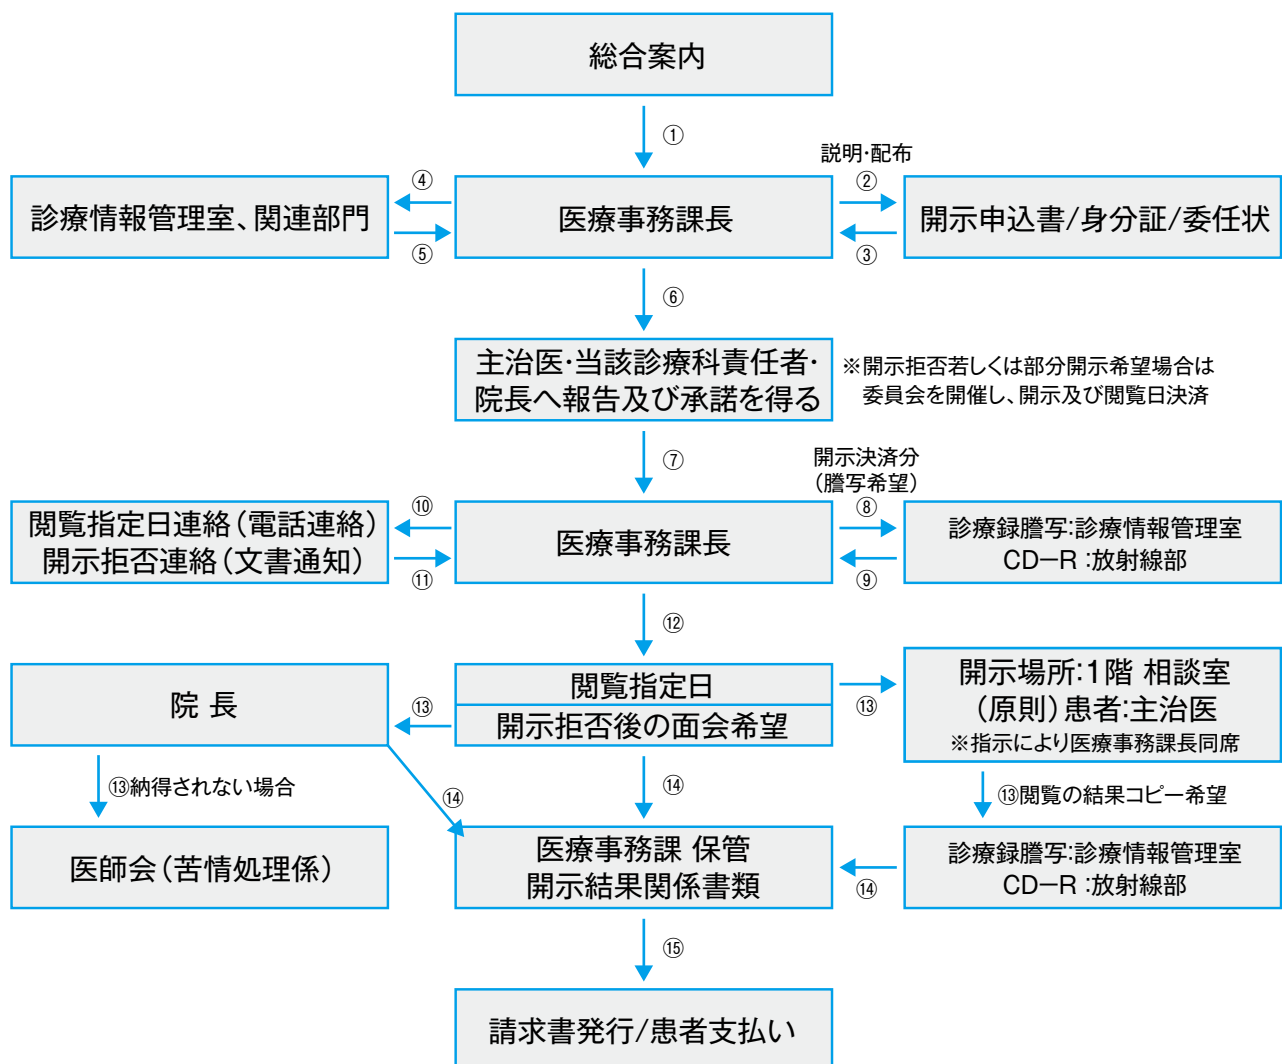 総合案内
①
説明・配布
④
②
診療情報管理室、関連部門
医療事務課長
開示申込書/身分証/委任状
⑤
③
⑥
主治医・当該診療科責任者・
院長へ報告及び承諾を得る
※開示拒否若しくは部分開示希望場合は
委員会を開催し、開示及び閲覧日決済
⑦
開示決済分
（謄写希望）
⑩
⑧
閲覧指定日連絡（電話連絡）
開示拒否連絡（文書通知）
医療事務課長
診療録謄写：診療情報管理室
CD－R：放射線部
⑪
⑨
⑫
院 長
閲覧指定日
開示拒否後の面会希望
開示場所：1階 相談室
（原則）患者：主治医
※指示により医療事務課長同席
⑬
⑬
⑬納得されない場合
⑭
⑭
⑬閲覧の結果コピー希望
医師会（苦情処理係）
医療事務課 保管
開示結果関係書類
診療録謄写：診療情報管理室
CD－R：放射線部
⑭
⑮
請求書発行/患者支払い